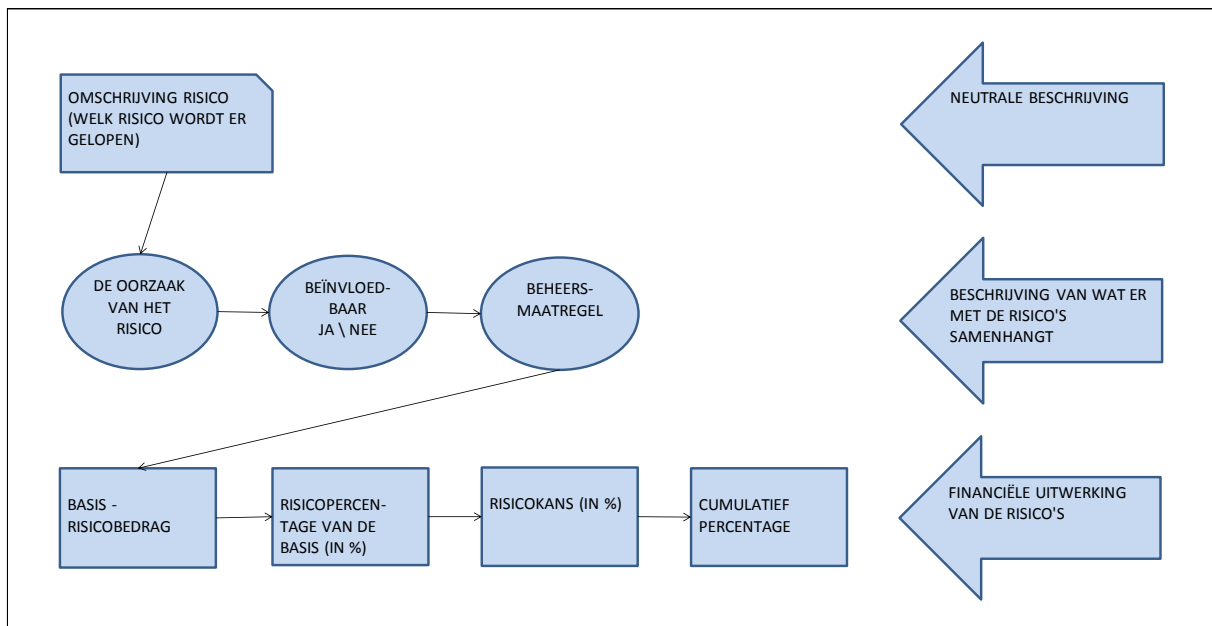 OMSCHRIJVING RISICO
(WELK RISICO WORDT ER
GELOPEN)
NEUTRALE BESCHRIJVING
DE OORZAAK
VAN HET
RISICO
BEÏNVLOED-
BAAR
JA \ NEE
BEHEERS-
MAATREGEL
BESCHRIJVING VAN WAT ER
MET DE RISICO'S
SAMENHANGT
BASIS -
RISICOBEDRAG
RISICOPERCEN-
TAGE VAN DE
BASIS (IN %)
RISICOKANS (IN %)
CUMULATIEF
PERCENTAGE
FINANCIËLE UITWERKING
VAN DE RISICO'S